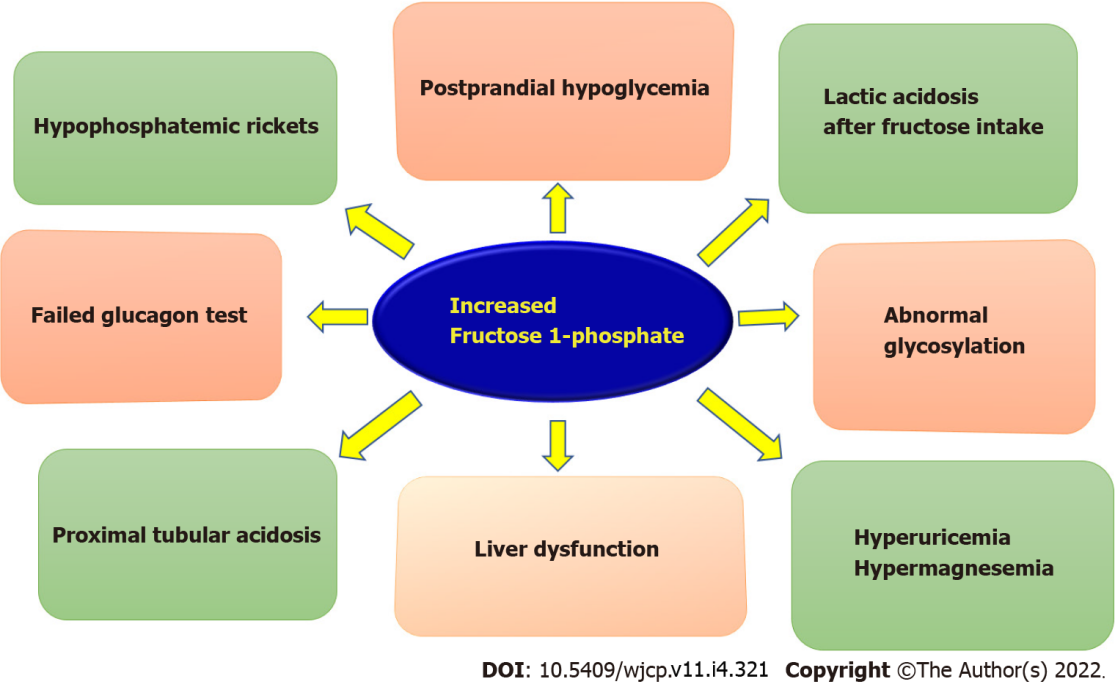 Postprandial hypoglycemia
Hypophosphatemic rickets
Lactic acidosis
after fructose intake
Failed glucagon test
Increased
Fructose 1-phosphate
Abnormal
glycosylation
Proximal tubular acidosis
Liver dysfunction
Hyperuricemia
Hypermagnesemia
DOI: 10.5409/wjcp.v11.i4.321 Copyright ©The Author(s) 2022.